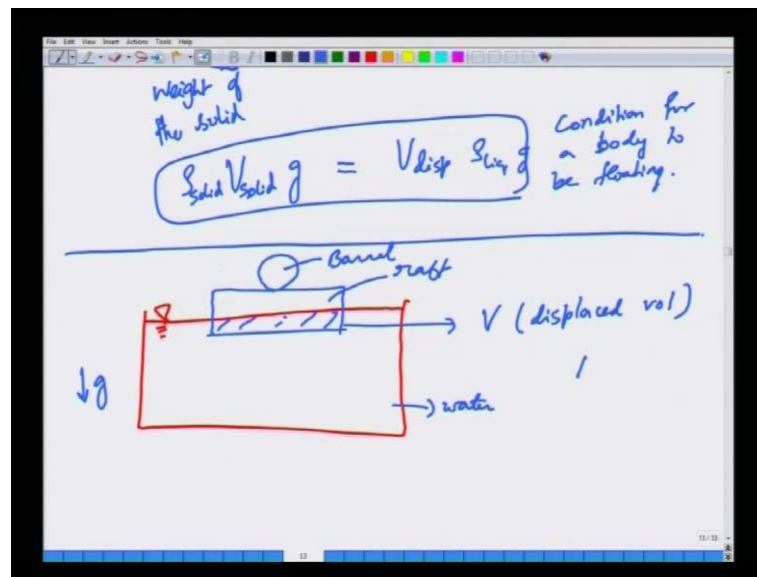 File Edit View Insert Actions Tools Help
weight of
the solid
ρsolid Vsolid g = Vdisp ρliq g
Condition for
a body to
be floating.
Barrel
raft
V (displaced vol)
↓g
water
13/33
13